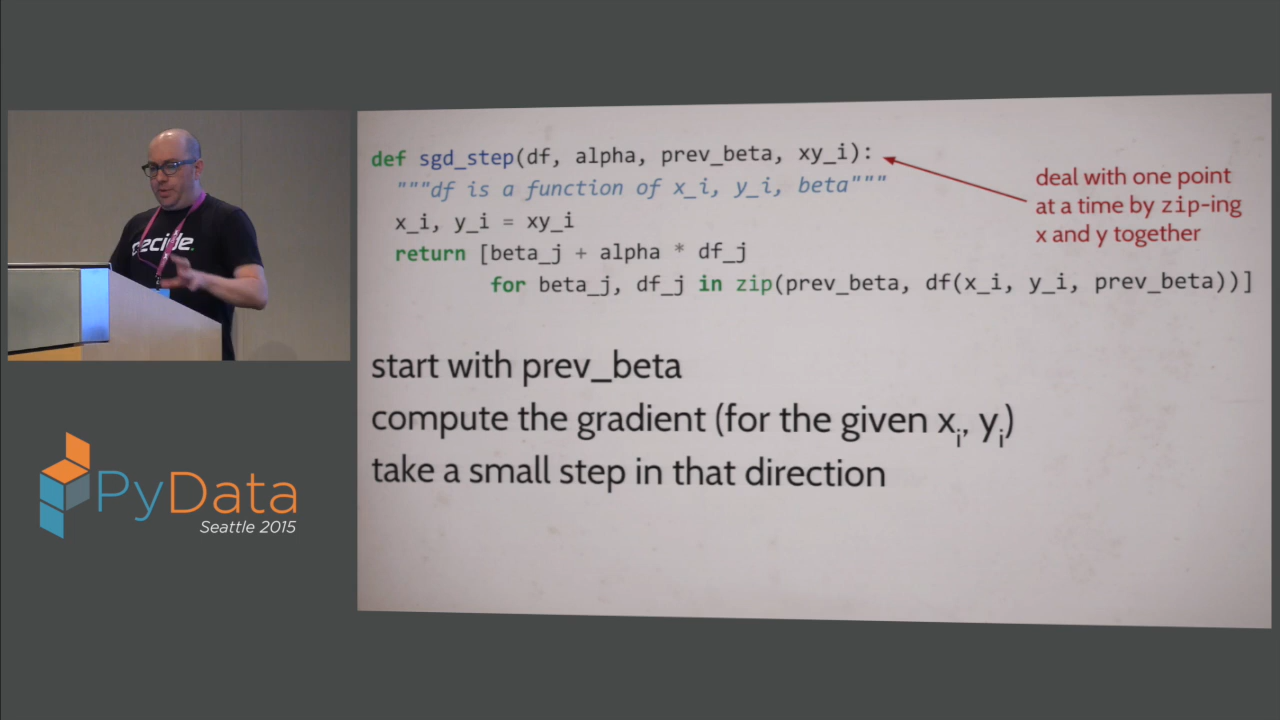 def sgd_step(df, alpha, prev_beta, xy_i):
"""df is a function of x_i, y_i, beta"""
x_i, y_i = xy_i
return [beta_j + alpha * df_j
for beta_j, df_j in zip(prev_beta, df(x_i, y_i, prev_beta))]
deal with one point
at a time by zip-ing
x and y together
start with prev_beta
compute the gradient (for the given xᵢ, yᵢ)
take a small step in that direction
decide.
PyData
Seattle 2015